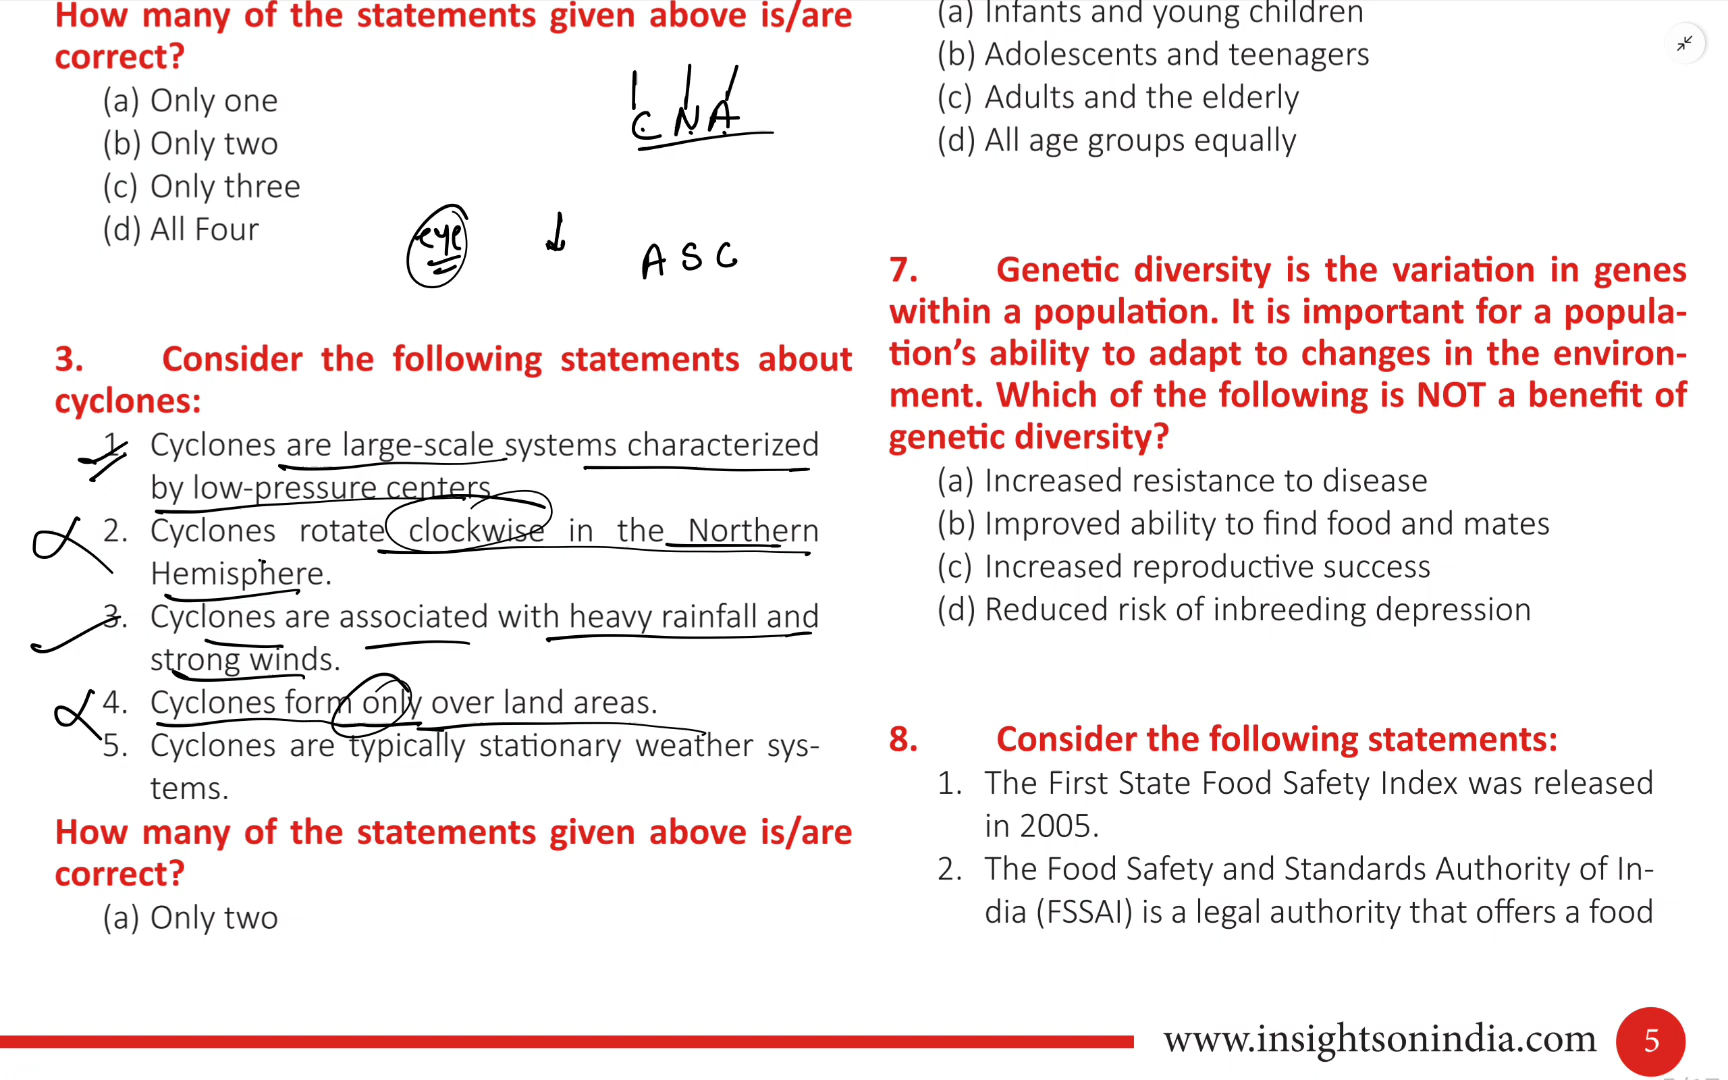 How many of the statements given above is/are
correct?
(a) Only one
(b) Only two
(c) Only three
(d) All Four
CNA
eye
ASC
3. Consider the following statements about
cyclones:
1. Cyclones are large-scale systems characterized
by low-pressure centers.
2. Cyclones rotate clockwise in the Northern
Hemisphere.
3. Cyclones are associated with heavy rainfall and
strong winds.
4. Cyclones form only over land areas.
5. Cyclones are typically stationary weather sys-
tems.
How many of the statements given above is/are
correct?
(a) Only two
(a) Infants and young children
(b) Adolescents and teenagers
(c) Adults and the elderly
(d) All age groups equally
7. Genetic diversity is the variation in genes
within a population. It is important for a popula-
tion's ability to adapt to changes in the environ-
ment. Which of the following is NOT a benefit of
genetic diversity?
(a) Increased resistance to disease
(b) Improved ability to find food and mates
(c) Increased reproductive success
(d) Reduced risk of inbreeding depression
8. Consider the following statements:
1. The First State Food Safety Index was released
in 2005.
2. The Food Safety and Standards Authority of In-
dia (FSSAI) is a legal authority that offers a food
www.insightsonindia.com 5